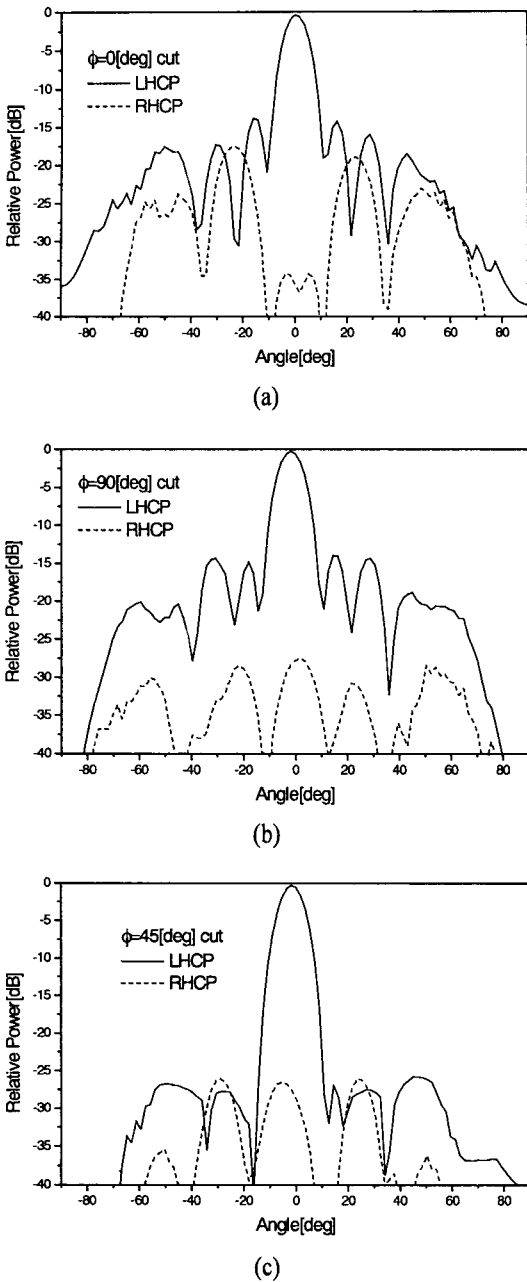 0
-5
-10
-15
-20
-25
-30
-35
-40
Relative Power[dB]
ϕ=0[deg] cut
LHCP
RHCP
-80 -60 -40 -20 0 20 40 60 80
Angle[deg]
(a)
0
-5
-10
-15
-20
-25
-30
-35
-40
Relative Power[dB]
ϕ=90[deg] cut
LHCP
RHCP
-80 -60 -40 -20 0 20 40 60 80
Angle[deg]
(b)
0
-5
-10
-15
-20
-25
-30
-35
-40
Relative Power[dB]
ϕ=45[deg] cut
LHCP
RHCP
-80 -60 -40 -20 0 20 40 60 80
Angle[deg]
(c)